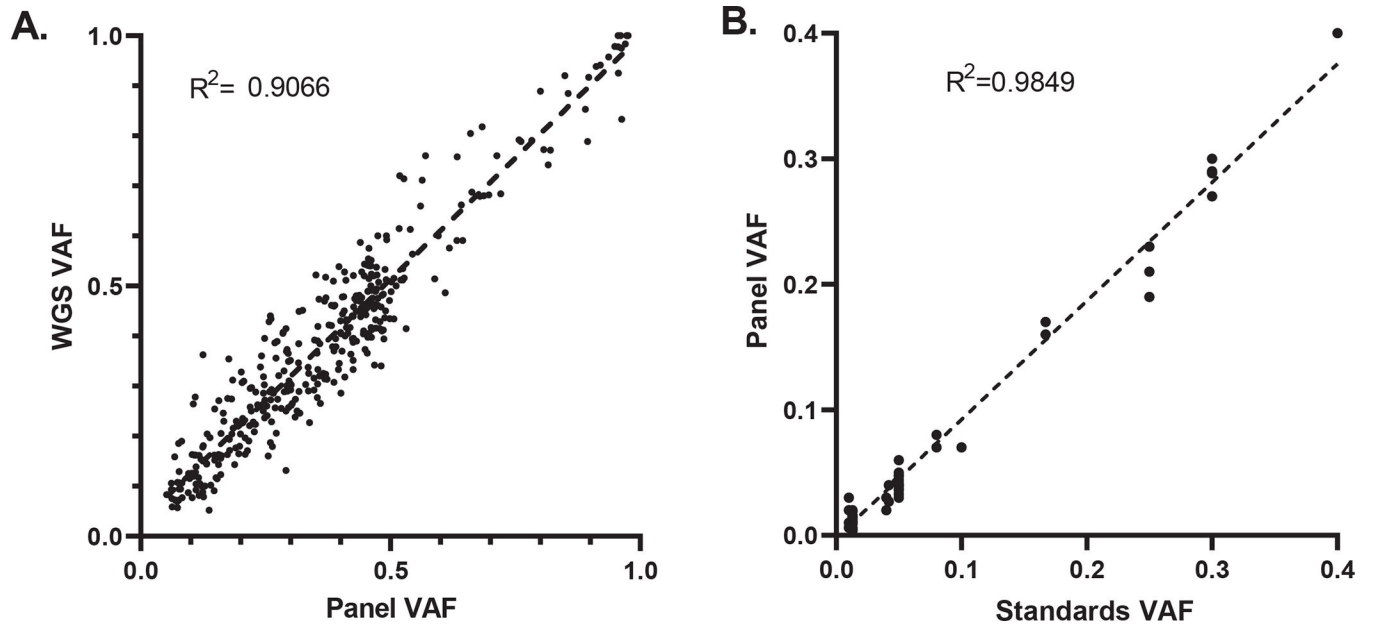 A.
R2= 0.9066
WGS VAF
1.0
0.5
0.0
0.0 0.5 1.0
Panel VAF
B.
R2=0.9849
Panel VAF
0.4
0.3
0.2
0.1
0.0
0.0 0.1 0.2 0.3 0.4
Standards VAF